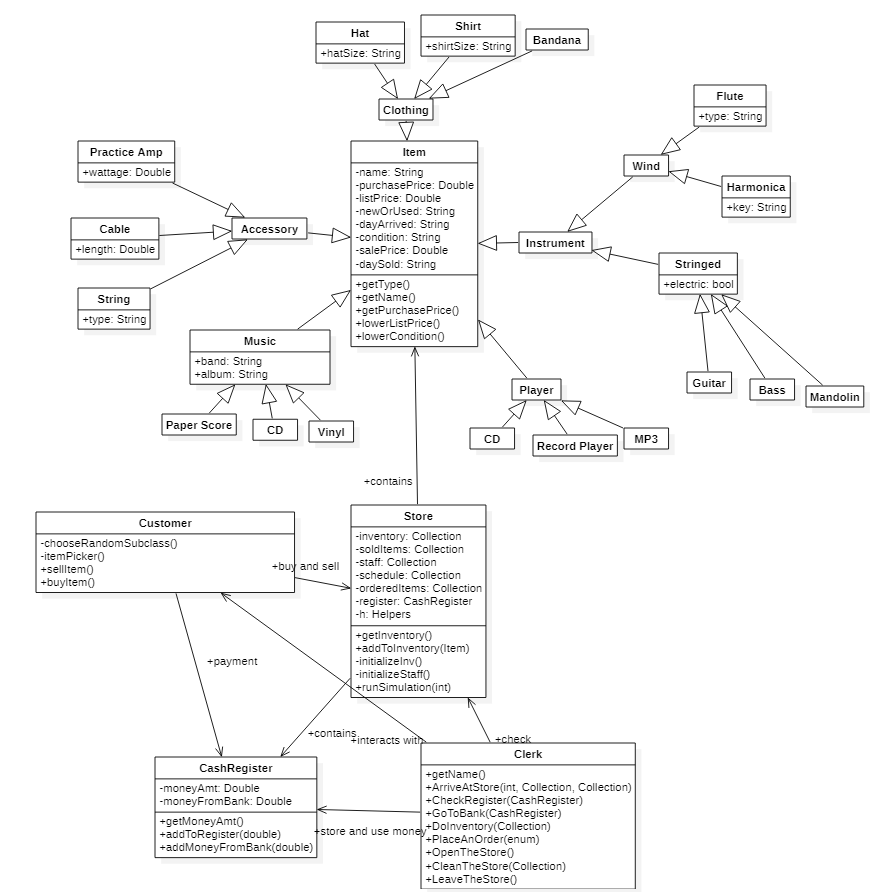 Hat
+hatSize: String
Shirt
+shirtSize: String
Bandana
Clothing
Flute
+type: String
Wind
Harmonica
+key: String
Practice Amp
+wattage: Double
Cable
+length: Double
Accessory
String
+type: String
Item
-name: String
-purchasePrice: Double
-listPrice: Double
-newOrUsed: String
-dayArrived: String
-condition: String
-salePrice: Double
-daySold: String
+getType()
+getName()
+getPurchasePrice()
+lowerListPrice()
+lowerCondition()
Instrument
Stringed
+electric: bool
Guitar
Bass
Mandolin
Music
+band: String
+album: String
Paper Score
CD
Vinyl
Player
CD
Record Player
MP3
+contains
Customer
-chooseRandomSubclass()
-itemPicker()
+sellItem()
+buyItem()
+buy and sell
Store
-inventory: Collection
-soldItems: Collection
-staff: Collection
-schedule: Collection
-orderedItems: Collection
-register: CashRegister
-h: Helpers
+getInventory()
+addToInventory(Item)
-initializeInv()
-initializeStaff()
+runSimulation(int)
+payment
+contains
+interacts with
+check
CashRegister
-moneyAmt: Double
-moneyFromBank: Double
+getMoneyAmt()
+addToRegister(double)
+addMoneyFromBank(double)
+store and use money
Clerk
+getName()
+ArriveAtStore(int, Collection, Collection)
+CheckRegister(CashRegister)
+GoToBank(CashRegister)
+DoInventory(Collection)
+PlaceAnOrder(enum)
+OpenTheStore()
+CleanTheStore(Collection)
+LeaveTheStore()